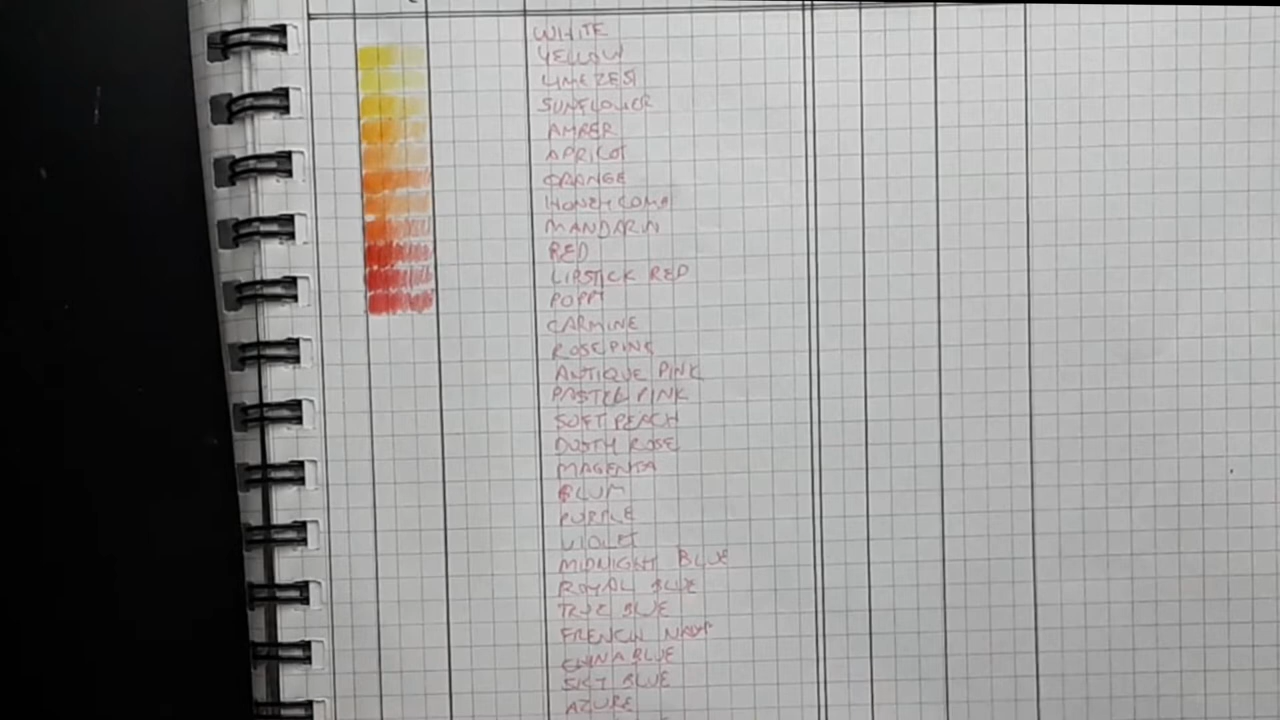 WHITE
YELLOW
LIME ZEST
SUNFLOWER
AMBER
APRICOT
ORANGE
HONEYCOMB
MANDARIN
RED
LIPSTICK RED
POPPY
CARMINE
ROSE PINK
ANTIQUE PINK
PASTEL PINK
SOFT PEACH
DUSTY ROSE
MAGENTA
PLUM
PURPLE
VIOLET
MIDNIGHT BLUE
ROYAL BLUE
TRUE BLUE
FRENCH NAVY
CHINA BLUE
SKY BLUE
AZURE